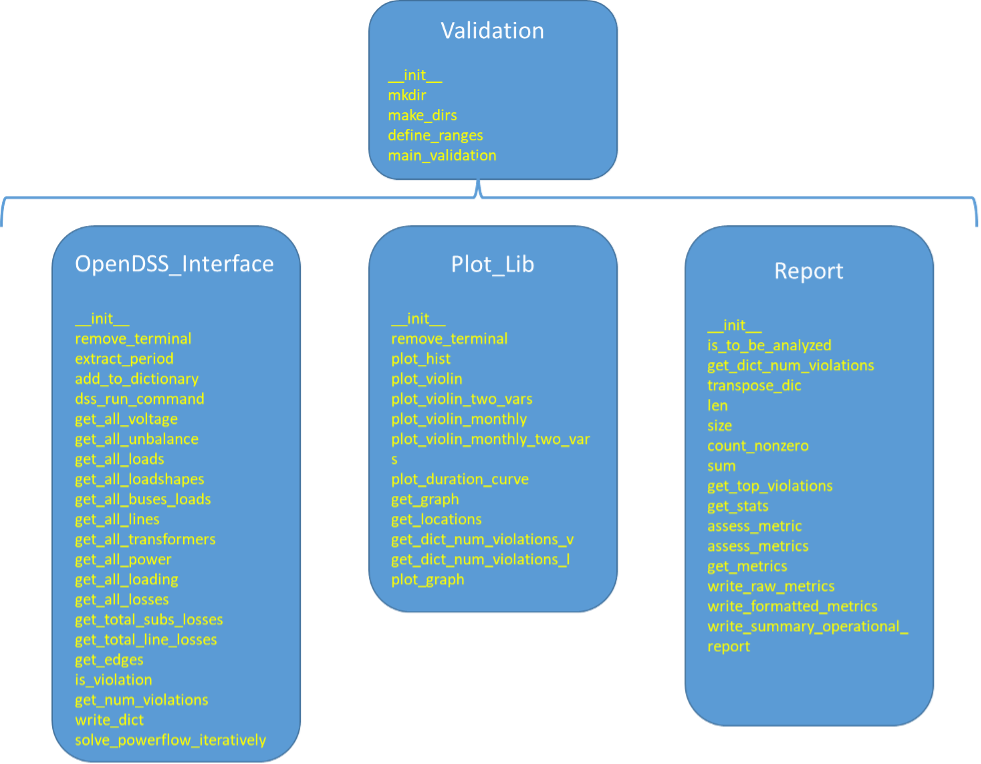 Validation
__init__
mkdir
make_dirs
define_ranges
main_validation
OpenDSS_Interface
__init__
remove_terminal
extract_period
add_to_dictionary
dss_run_command
get_all_voltage
get_all_unbalance
get_all_loads
get_all_loadshapes
get_all_buses_loads
get_all_lines
get_all_transformers
get_all_power
get_all_loading
get_all_losses
get_total_subs_losses
get_total_line_losses
get_edges
is_violation
get_num_violations
write_dict
solve_powerflow_iteratively
Plot_Lib
__init__
remove_terminal
plot_hist
plot_violin
plot_violin_two_vars
plot_violin_monthly
plot_violin_monthly_two_var
s
plot_duration_curve
get_graph
get_locations
get_dict_num_violations_v
get_dict_num_violations_l
plot_graph
Report
__init__
is_to_be_analyzed
get_dict_num_violations
transpose_dic
len
size
count_nonzero
sum
get_top_violations
get_stats
assess_metric
assess_metrics
get_metrics
write_raw_metrics
write_formatted_metrics
write_summary_operational_
report